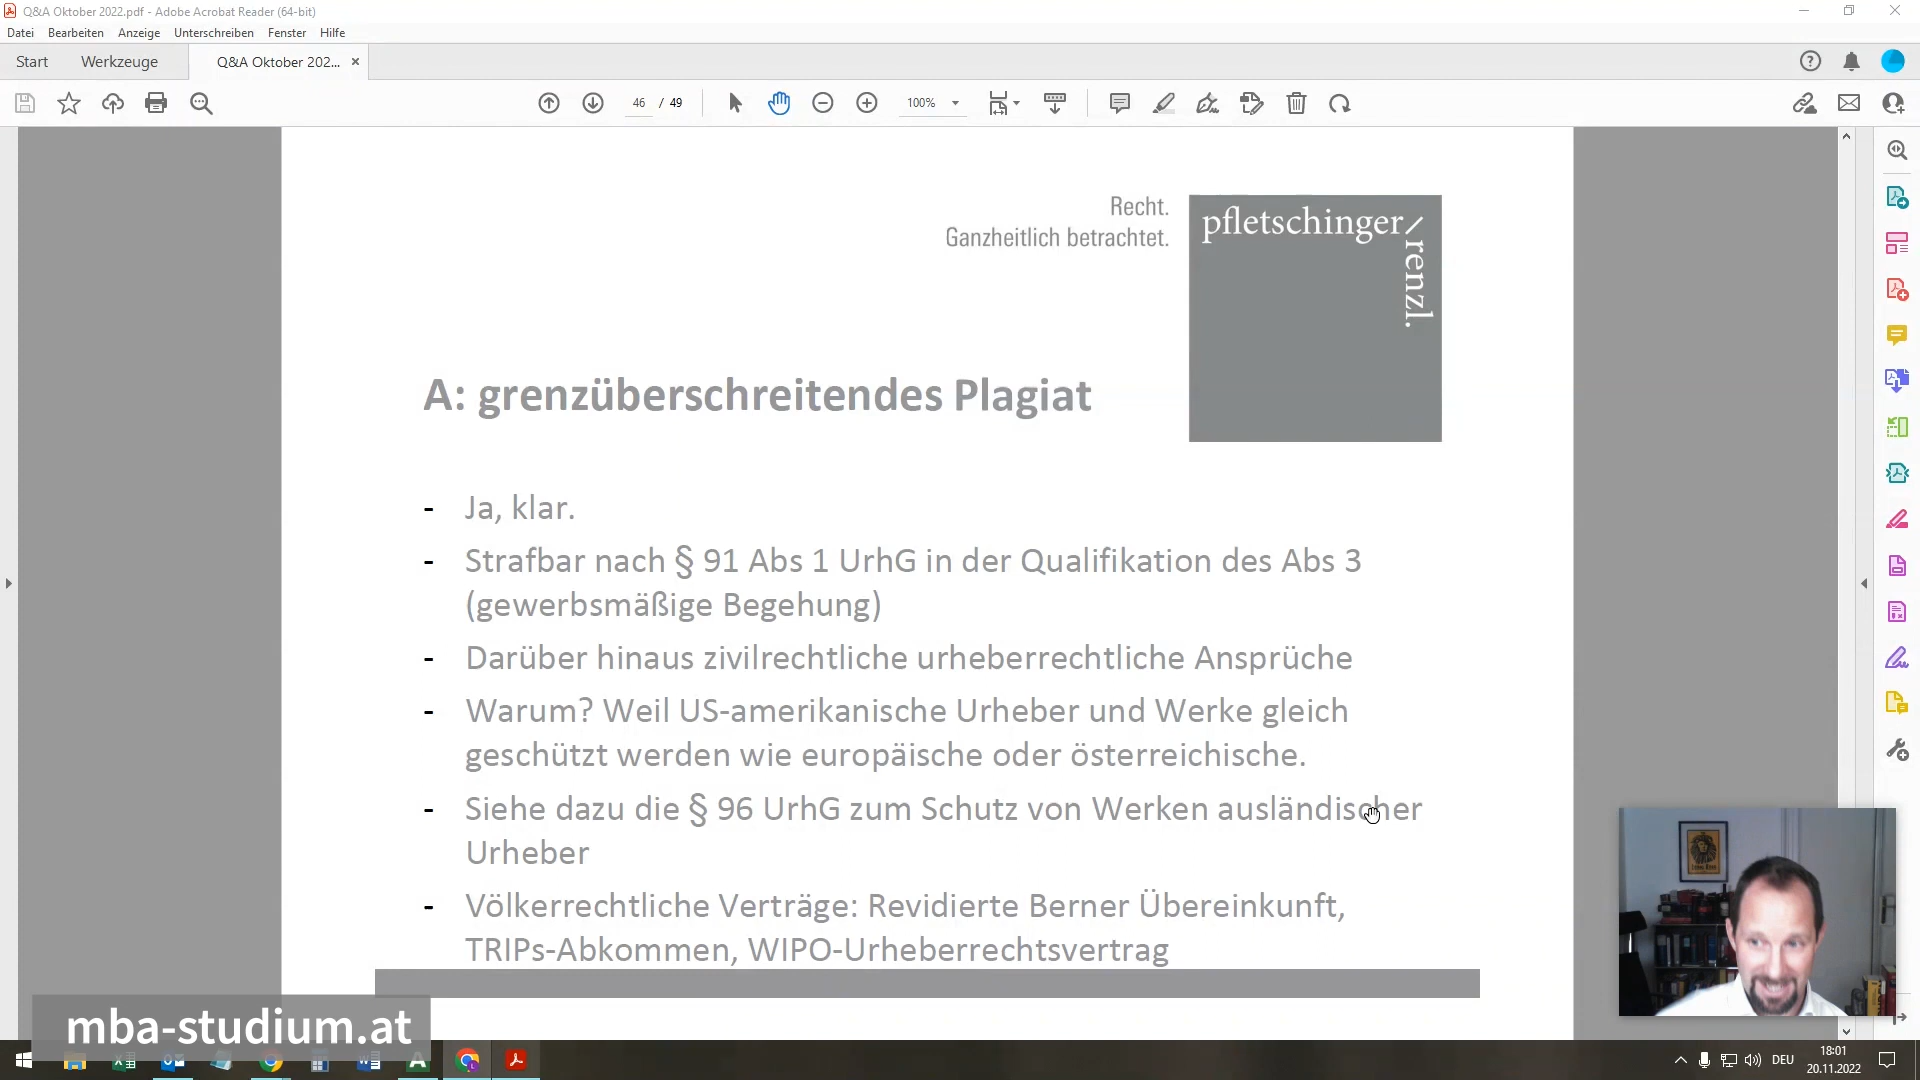 Q&A Oktober 2022.pdf - Adobe Acrobat Reader (64-bit)
Datei Bearbeiten Anzeige Unterschreiben Fenster Hilfe
Start Werkzeuge Q&A Oktober 202... ×
46 / 49 100%
Recht.
Ganzheitlich betrachtet.
pfletschinger/
renzl.
A: grenzüberschreitendes Plagiat
- Ja, klar.
- Strafbar nach § 91 Abs 1 UrhG in der Qualifikation des Abs 3
(gewerbsmäßige Begehung)
- Darüber hinaus zivilrechtliche urheberrechtliche Ansprüche
- Warum? Weil US-amerikanische Urheber und Werke gleich
geschützt werden wie europäische oder österreichische.
- Siehe dazu die § 96 UrhG zum Schutz von Werken ausländischer
Urheber
- Völkerrechtliche Verträge: Revidierte Berner Übereinkunft,
TRIPs-Abkommen, WIPO-Urheberrechtsvertrag
mba-studium.at
DEU
18:01
20.11.2022